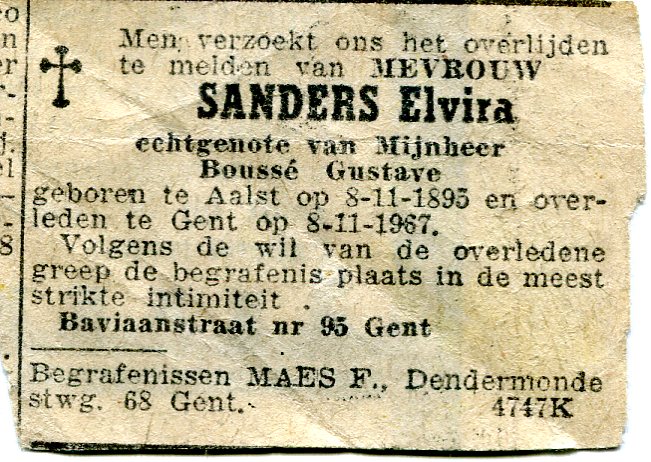 Men verzoekt ons het overlijden
te melden van MEVROUW
SANDERS Elvira
echtgenote van Mijnheer
Boussé Gustave
geboren te Aalst op 8-11-1895 en over-
leden te Gent op 8-11-1967.
Volgens de wil van de overledene
greep de begrafenis plaats in de meest
strikte intimiteit .
Baviaanstraat nr 95 Gent
Begrafenissen MAES F., Dendermonde
stwg. 68 Gent. 4747K